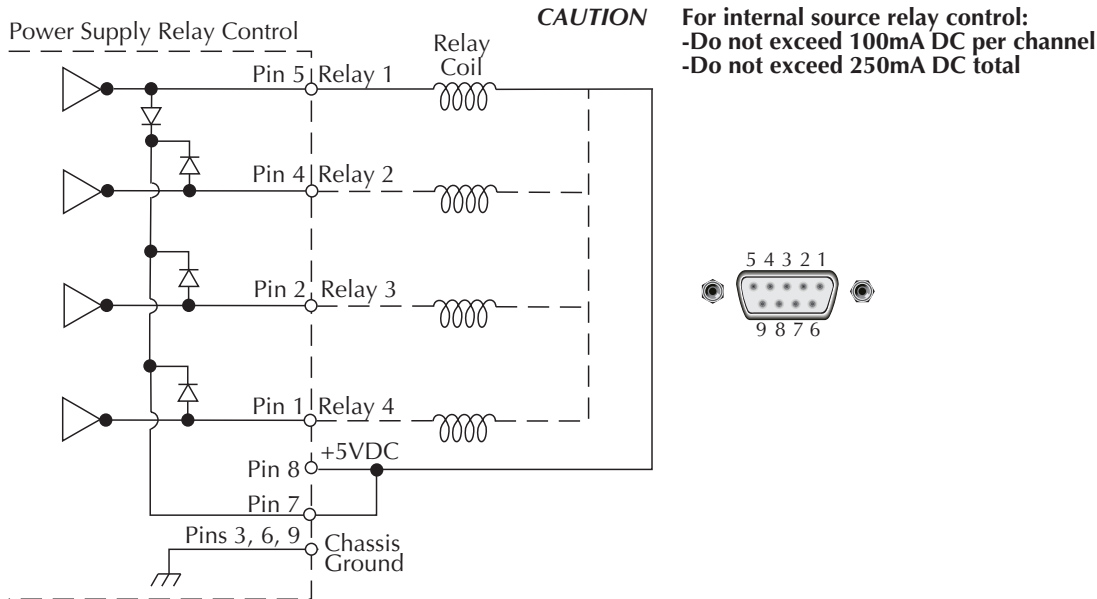 CAUTION
For internal source relay control:
-Do not exceed 100mA DC per channel
-Do not exceed 250mA DC total
Power Supply Relay Control
Relay
Coil
Pin 5 Relay 1
Pin 4 Relay 2
Pin 2 Relay 3
Pin 1 Relay 4
+5VDC
Pin 8
Pin 7
Pins 3, 6, 9 Chassis
Ground
5 4 3 2 1
9 8 7 6